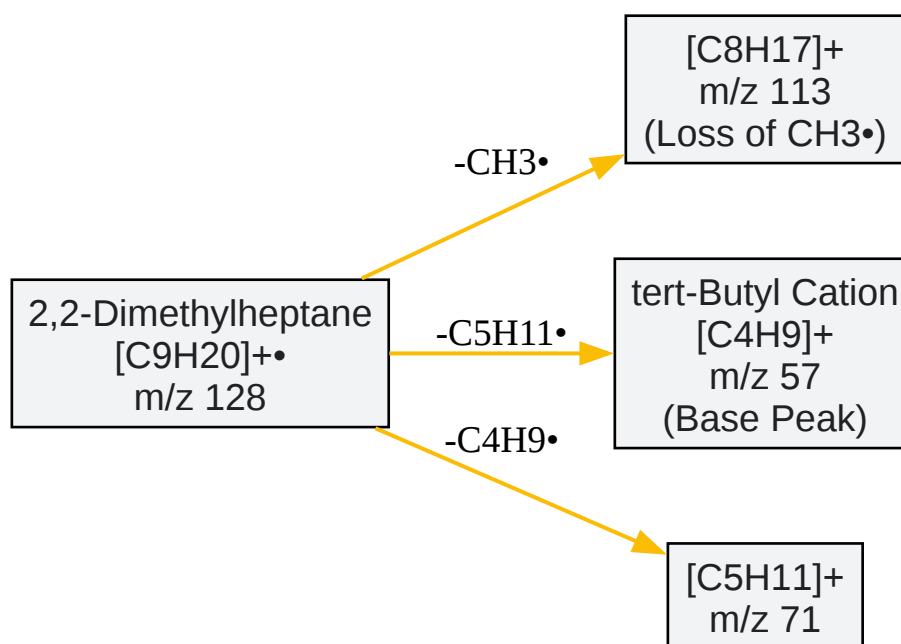 [C8H17]+
m/z 113
(Loss of CH3•)
-CH3•
2,2-Dimethylheptane
[C9H20]+•
m/z 128
-C5H11•
tert-Butyl Cation
[C4H9]+
m/z 57
(Base Peak)
-C4H9•
[C5H11]+
m/z 71